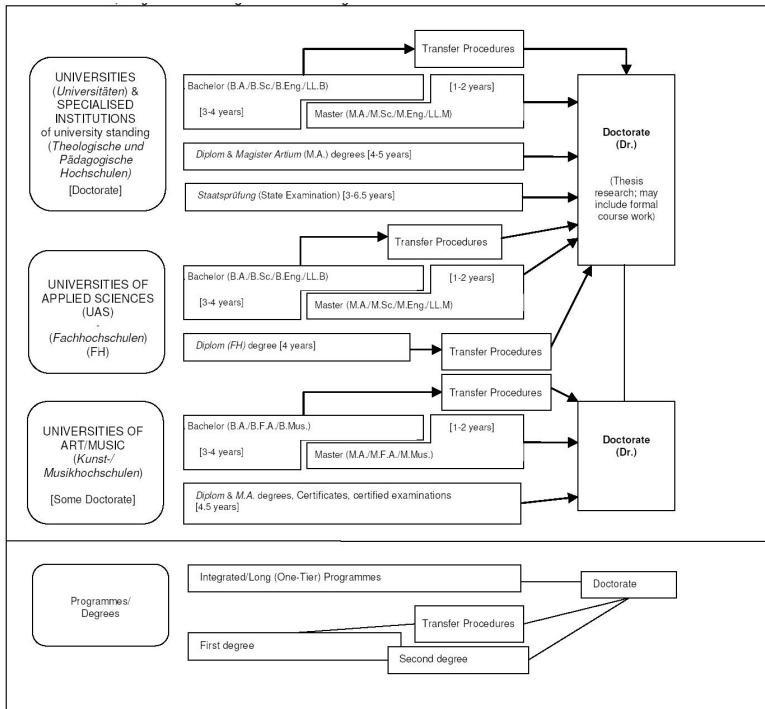 Transfer Procedures
UNIVERSITIES
(Universitäten) &
SPECIALISED
INSTITUTIONS
of university standing
(Theologische und
Pädagogische
Hochschulen)
[Doctorate]
Bachelor (B.A./B.Sc./B.Eng./LL.B)
[3-4 years]
[1-2 years]
Master (M.A./M.Sc./M.Eng./LL.M)
Diplom & Magister Artium (M.A.) degrees [4-5 years]
Staatsprüfung (State Examination) [3-6.5 years]
Doctorate
(Dr.)
(Thesis
research; may
include formal
course work)
Transfer Procedures
UNIVERSITIES OF
APPLIED SCIENCES
(UAS)
-
(Fachhochschulen)
(FH)
Bachelor (B.A./B.Sc./B.Eng./LL.B)
[3-4 years]
[1-2 years]
Master (M.A./M.Sc./M.Eng./LL.M)
Diplom (FH) degree [4 years]
Transfer Procedures
Transfer Procedures
UNIVERSITIES OF
ART/MUSIC
(Kunst-/
Musikhochschulen)
[Some Doctorate]
Bachelor (B.A./B.F.A./B.Mus.)
[3-4 years]
[1-2 years]
Master (M.A./M.F.A./M.Mus.)
Diplom & M.A. degrees, Certificates, certified examinations
[4.5 years]
Doctorate
(Dr.)
Programmes/
Degrees
Integrated/Long (One-Tier) Programmes
Doctorate
Transfer Procedures
First degree
Second degree